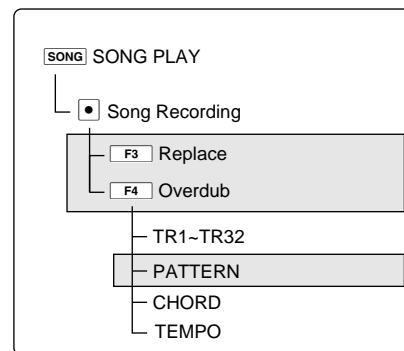 SONG SONG PLAY
Song Recording
F3 Replace
F4 Overdub
TR1~TR32
PATTERN
CHORD
TEMPO